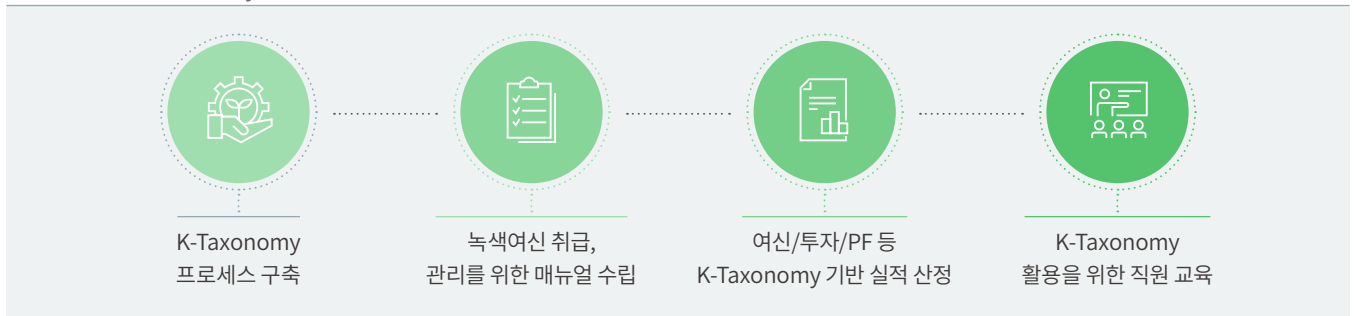 K-Taxonomy
프로세스 구축
녹색여신 취급,
관리를 위한 매뉴얼 수립
여신/투자/PF 등
K-Taxonomy 기반 실적 산정
K-Taxonomy
활용을 위한 직원 교육